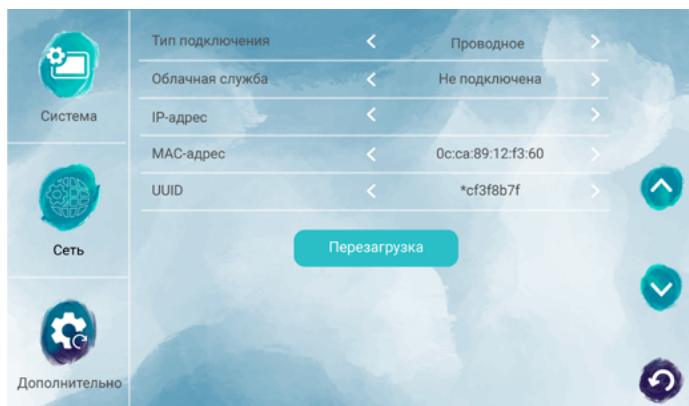 Тип подключения Проводное
Облачная служба Не подключена
Система
IP-адрес
MAC-адрес 0c:ca:89:12:f3:60
UUID *cf3f8b7f
Перезагрузка
Сеть
Дополнительно